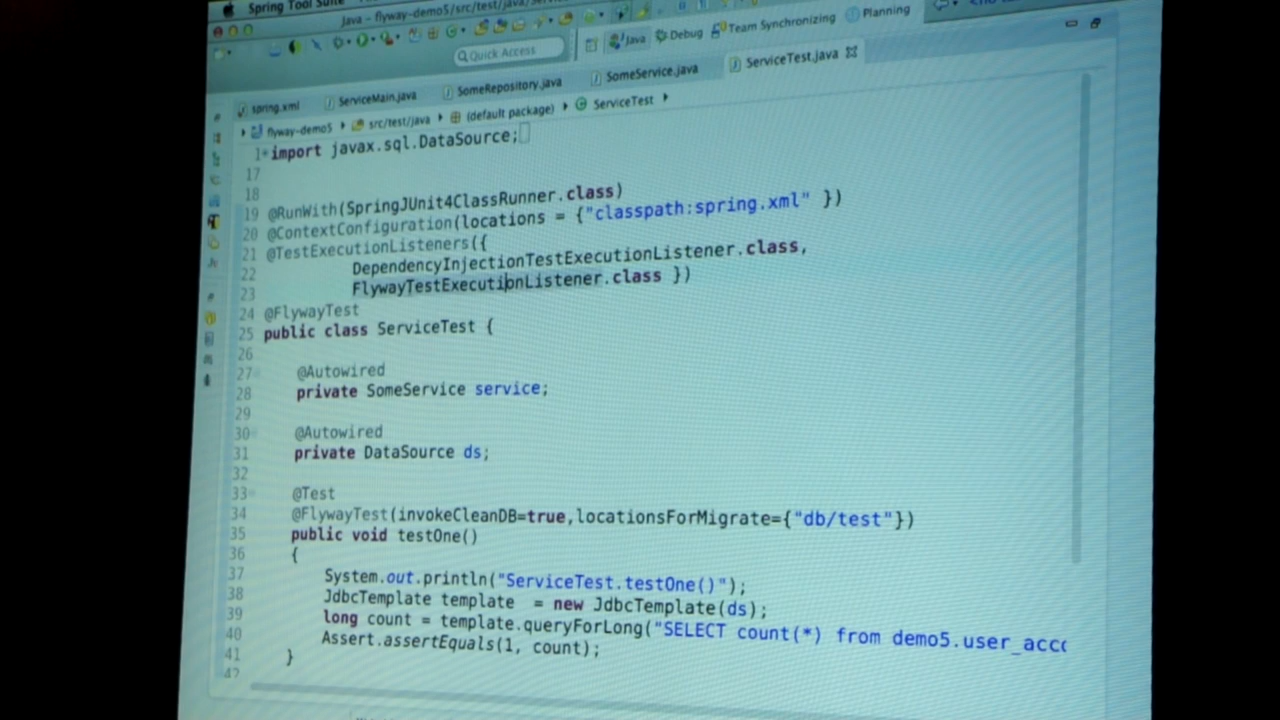 Spring Tool Suite
Java - flyway-demo5/src/test/java/
Quick Access
Java Debug Team Synchronizing Planning
spring.xml ServiceMain.java SomeRepository.java SomeService.java ServiceTest.java
flyway-demo5 src/test/java (default package) ServiceTest
1 import javax.sql.DataSource;
17
18
19 @RunWith(SpringJUnit4ClassRunner.class)
20 @ContextConfiguration(locations = {"classpath:spring.xml" })
21 @TestExecutionListeners({
22 DependencyInjectionTestExecutionListener.class,
23 FlywayTestExecutionListener.class })
24 @FlywayTest
25 public class ServiceTest {
26
27 @Autowired
28 private SomeService service;
29
30 @Autowired
31 private DataSource ds;
32
33 @Test
34 @FlywayTest(invokeCleanDB=true,locationsForMigrate={"db/test"})
35 public void testOne()
36 {
37 System.out.println("ServiceTest.testOne()");
38 JdbcTemplate template = new JdbcTemplate(ds);
39 long count = template.queryForLong("SELECT count(*) from demo5.user_acc
40 Assert.assertEquals(1, count);
41 }
42